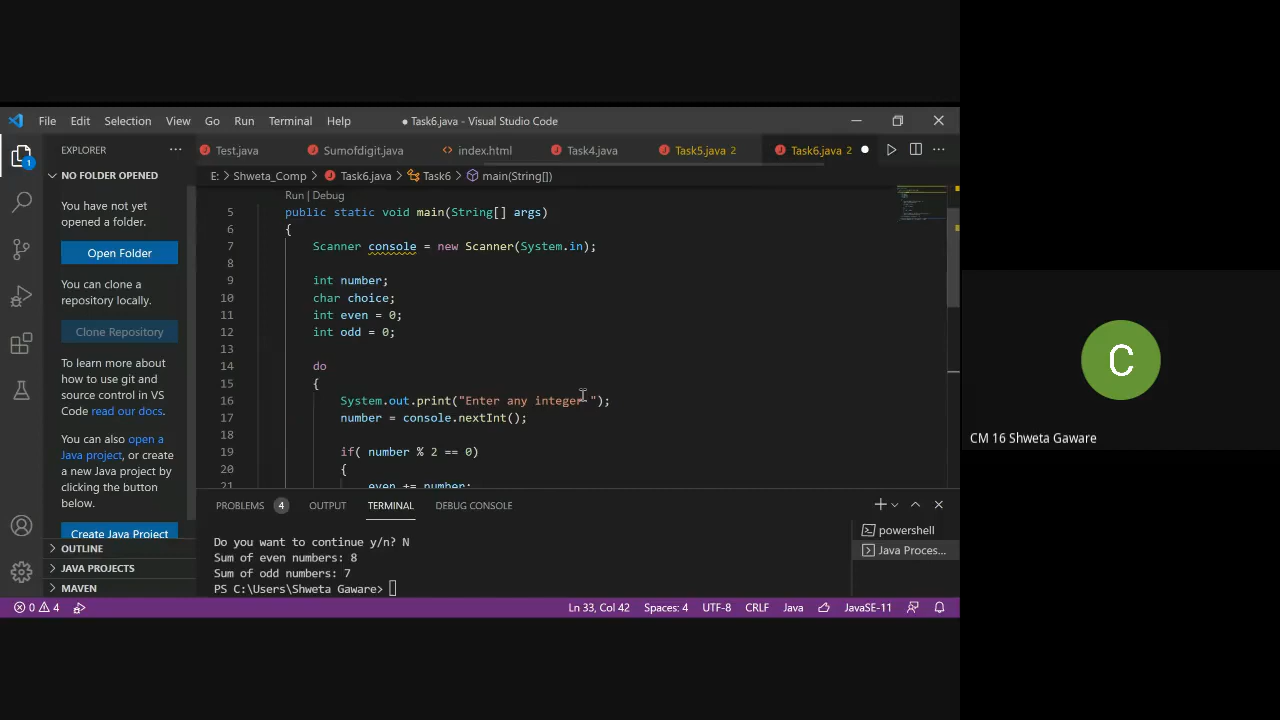 File Edit Selection View Go Run Terminal Help
● Task6.java - Visual Studio Code
EXPLORER ···
Test.java Sumofdigit.java <> index.html Task4.java Task5.java 2 Task6.java 2 ●
NO FOLDER OPENED
E: > Shweta_Comp > Task6.java > Task6 > main(String[])
You have not yet
opened a folder.
Open Folder
You can clone a
repository locally.
Clone Repository
To learn more about
how to use git and
source control in VS
Code read our docs.
You can also open a
Java project, or create
a new Java project by
clicking the button
below.
Create Java Project
OUTLINE
JAVA PROJECTS
MAVEN
1
Run | Debug
5 public static void main(String[] args)
6 {
7 Scanner console = new Scanner(System.in);
8
9 int number;
10 char choice;
11 int even = 0;
12 int odd = 0;
13
14 do
15 {
16 System.out.print("Enter any integer ");
17 number = console.nextInt();
18
19 if( number % 2 == 0)
20 {
21 even += number;
PROBLEMS 4 OUTPUT TERMINAL DEBUG CONSOLE
Do you want to continue y/n? N
Sum of even numbers: 8
Sum of odd numbers: 7
PS C:\Users\Shweta Gaware>
powershell
Java Proces...
0 4 Ln 33, Col 42 Spaces: 4 UTF-8 CRLF Java JavaSE-11
C
CM 16 Shweta Gaware